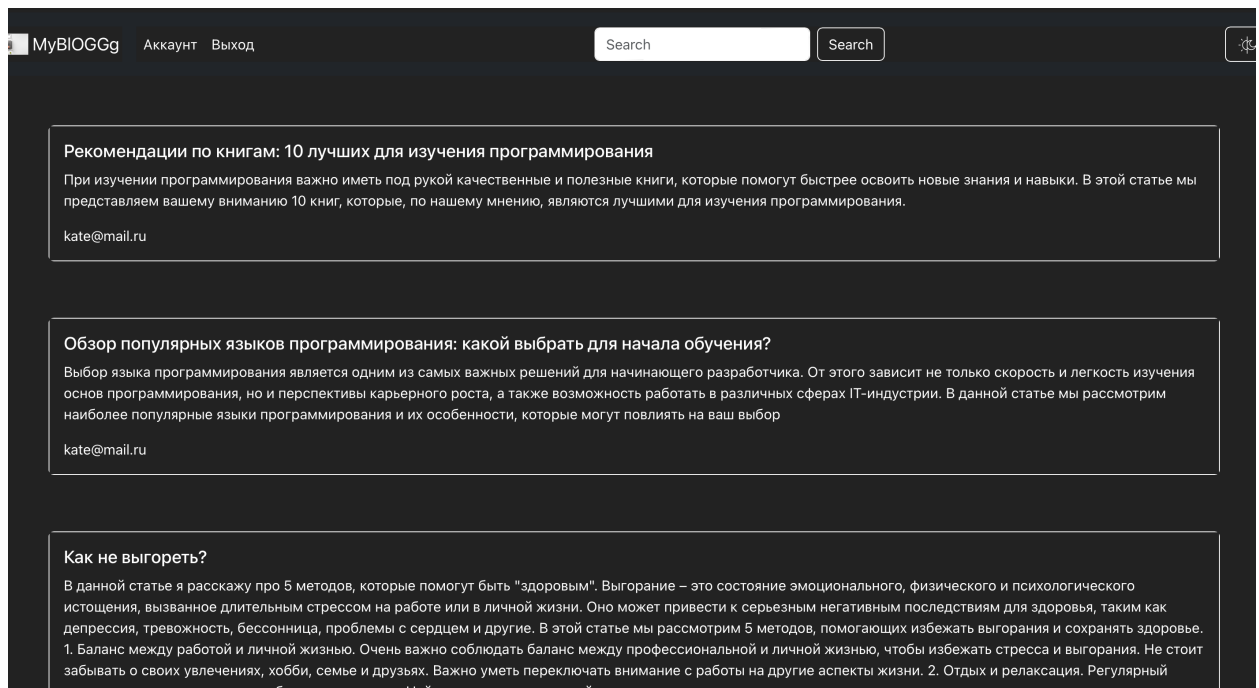 MyBlOGGg Аккаунт Выход Search Search
Рекомендации по книгам: 10 лучших для изучения программирования
При изучении программирования важно иметь под рукой качественные и полезные книги, которые помогут быстрее освоить новые знания и навыки. В этой статье мы
представляем вашему вниманию 10 книг, которые, по нашему мнению, являются лучшими для изучения программирования.
kate@mail.ru
Обзор популярных языков программирования: какой выбрать для начала обучения?
Выбор языка программирования является одним из самых важных решений для начинающего разработчика. От этого зависит не только скорость и легкость изучения
основ программирования, но и перспективы карьерного роста, а также возможность работать в различных сферах IT-индустрии. В данной статье мы рассмотрим
наиболее популярные языки программирования и их особенности, которые могут повлиять на ваш выбор
kate@mail.ru
Как не выгореть?
В данной статье я расскажу про 5 методов, которые помогут быть "здоровым". Выгорание – это состояние эмоционального, физического и психологического
истощения, вызванное длительным стрессом на работе или в личной жизни. Оно может привести к серьезным негативным последствиям для здоровья, таким как
депрессия, тревожность, бессонница, проблемы с сердцем и другие. В этой статье мы рассмотрим 5 методов, помогающих избежать выгорания и сохранять здоровье.
1. Баланс между работой и личной жизнью. Очень важно соблюдать баланс между профессиональной и личной жизнью, чтобы избежать стресса и выгорания. Не стоит
забывать о своих увлечениях, хобби, семье и друзьях. Важно уметь переключать внимание с работы на другие аспекты жизни. 2. Отдых и релаксация. Регулярный